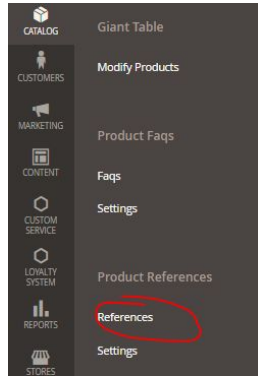 CATALOG
CUSTOMERS
MARKETING
CONTENT
CUSTOM
SERVICE
LOYALTY
SYSTEM
REPORTS
STORES
Giant Table
Modify Products
Product Faqs
Faqs
Settings
Product References
References
Settings